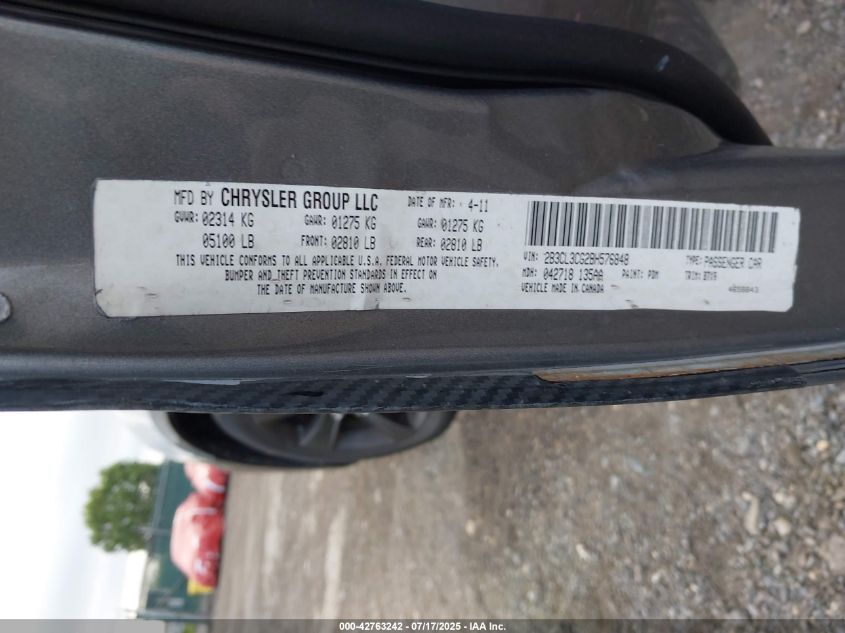 MFD BY CHRYSLER GROUP LLC DATE OF MFR: 4-11
GVWR: 02314 KG GAWR: 01275 KG GAWR: 01275 KG
05100 LB FRONT: 02810 LB REAR: 02810 LB
THIS VEHICLE CONFORMS TO ALL APPLICABLE U.S.A. FEDERAL MOTOR VEHICLE SAFETY,
BUMPER AND THEFT PREVENTION STANDARDS IN EFFECT ON
THE DATE OF MANUFACTURE SHOWN ABOVE.
VIN: 2B3CL3CG2BH576848 TYPE: PASSENGER CAR
MDH: 042718 135AA PAINT: PDM TRIM:
VEHICLE MADE IN CANADA
000-42763242 - 07/17/2025 - IAA Inc.